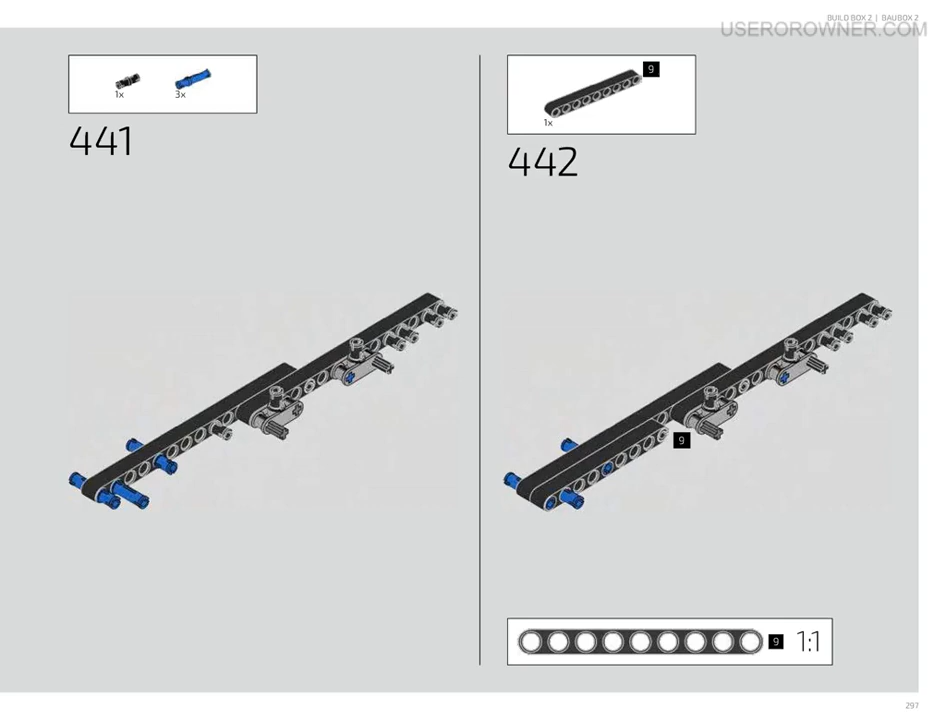 BUILD BOX 2 | BAUBOX 2
USEROROWNER.COM
1x
3x
441
9
1x
442
9
9
1:1
297